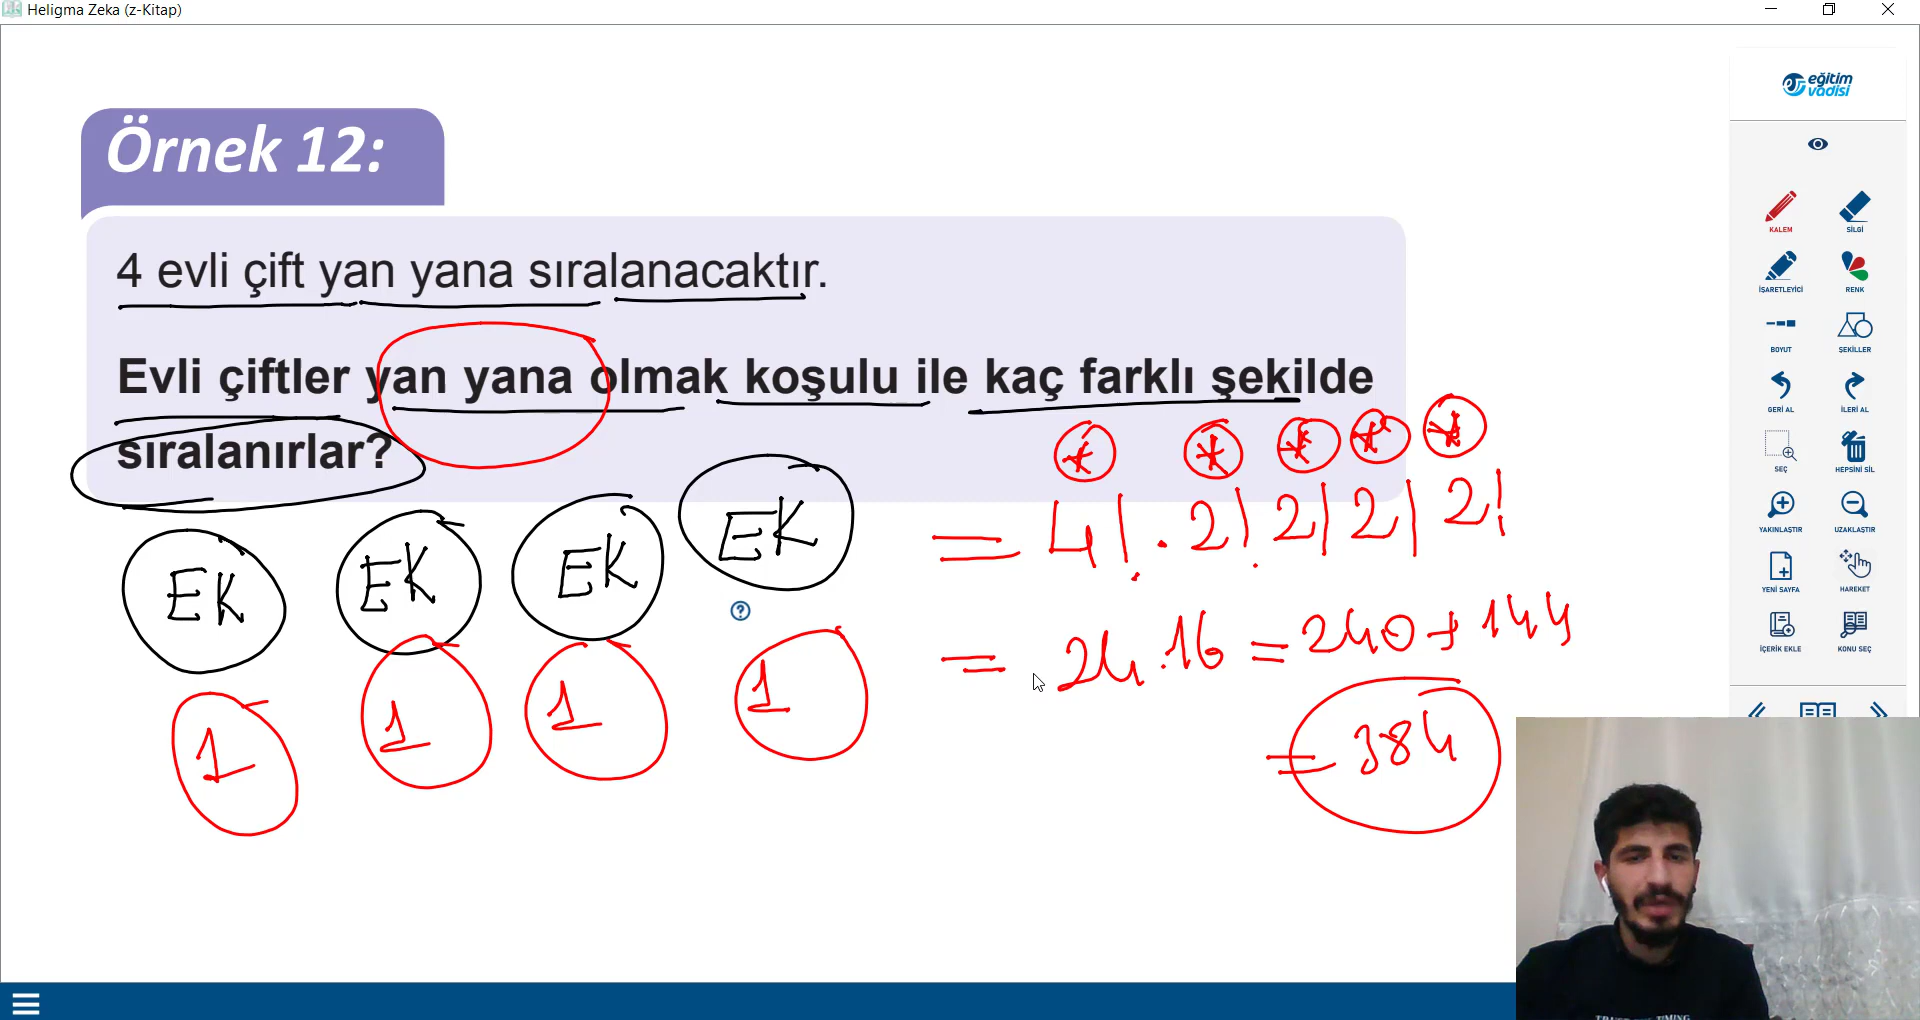 Heligma Zeka (z-Kitap)
eğitim
vadisi
Örnek 12:
4 evli çift yan yana sıralanacaktır.
Evli çiftler yan yana olmak koşulu ile kaç farklı şekilde
sıralanırlar?
EK EK EK EK
1 1 1 1
* * * * *
= 4! . 2! 2! 2! 2!
= 24.16 = 240 + 144
= 384
?
KALEM SİLGİ
İŞARETLEYİCİ RENK
BOYUT ŞEKİLLER
GERİ AL İLERİ AL
SEÇ HEPSİNİ SİL
YAKINLAŞTIR UZAKLAŞTIR
YENİ SAYFA HAREKET
İÇERİK EKLE KONU SEÇ